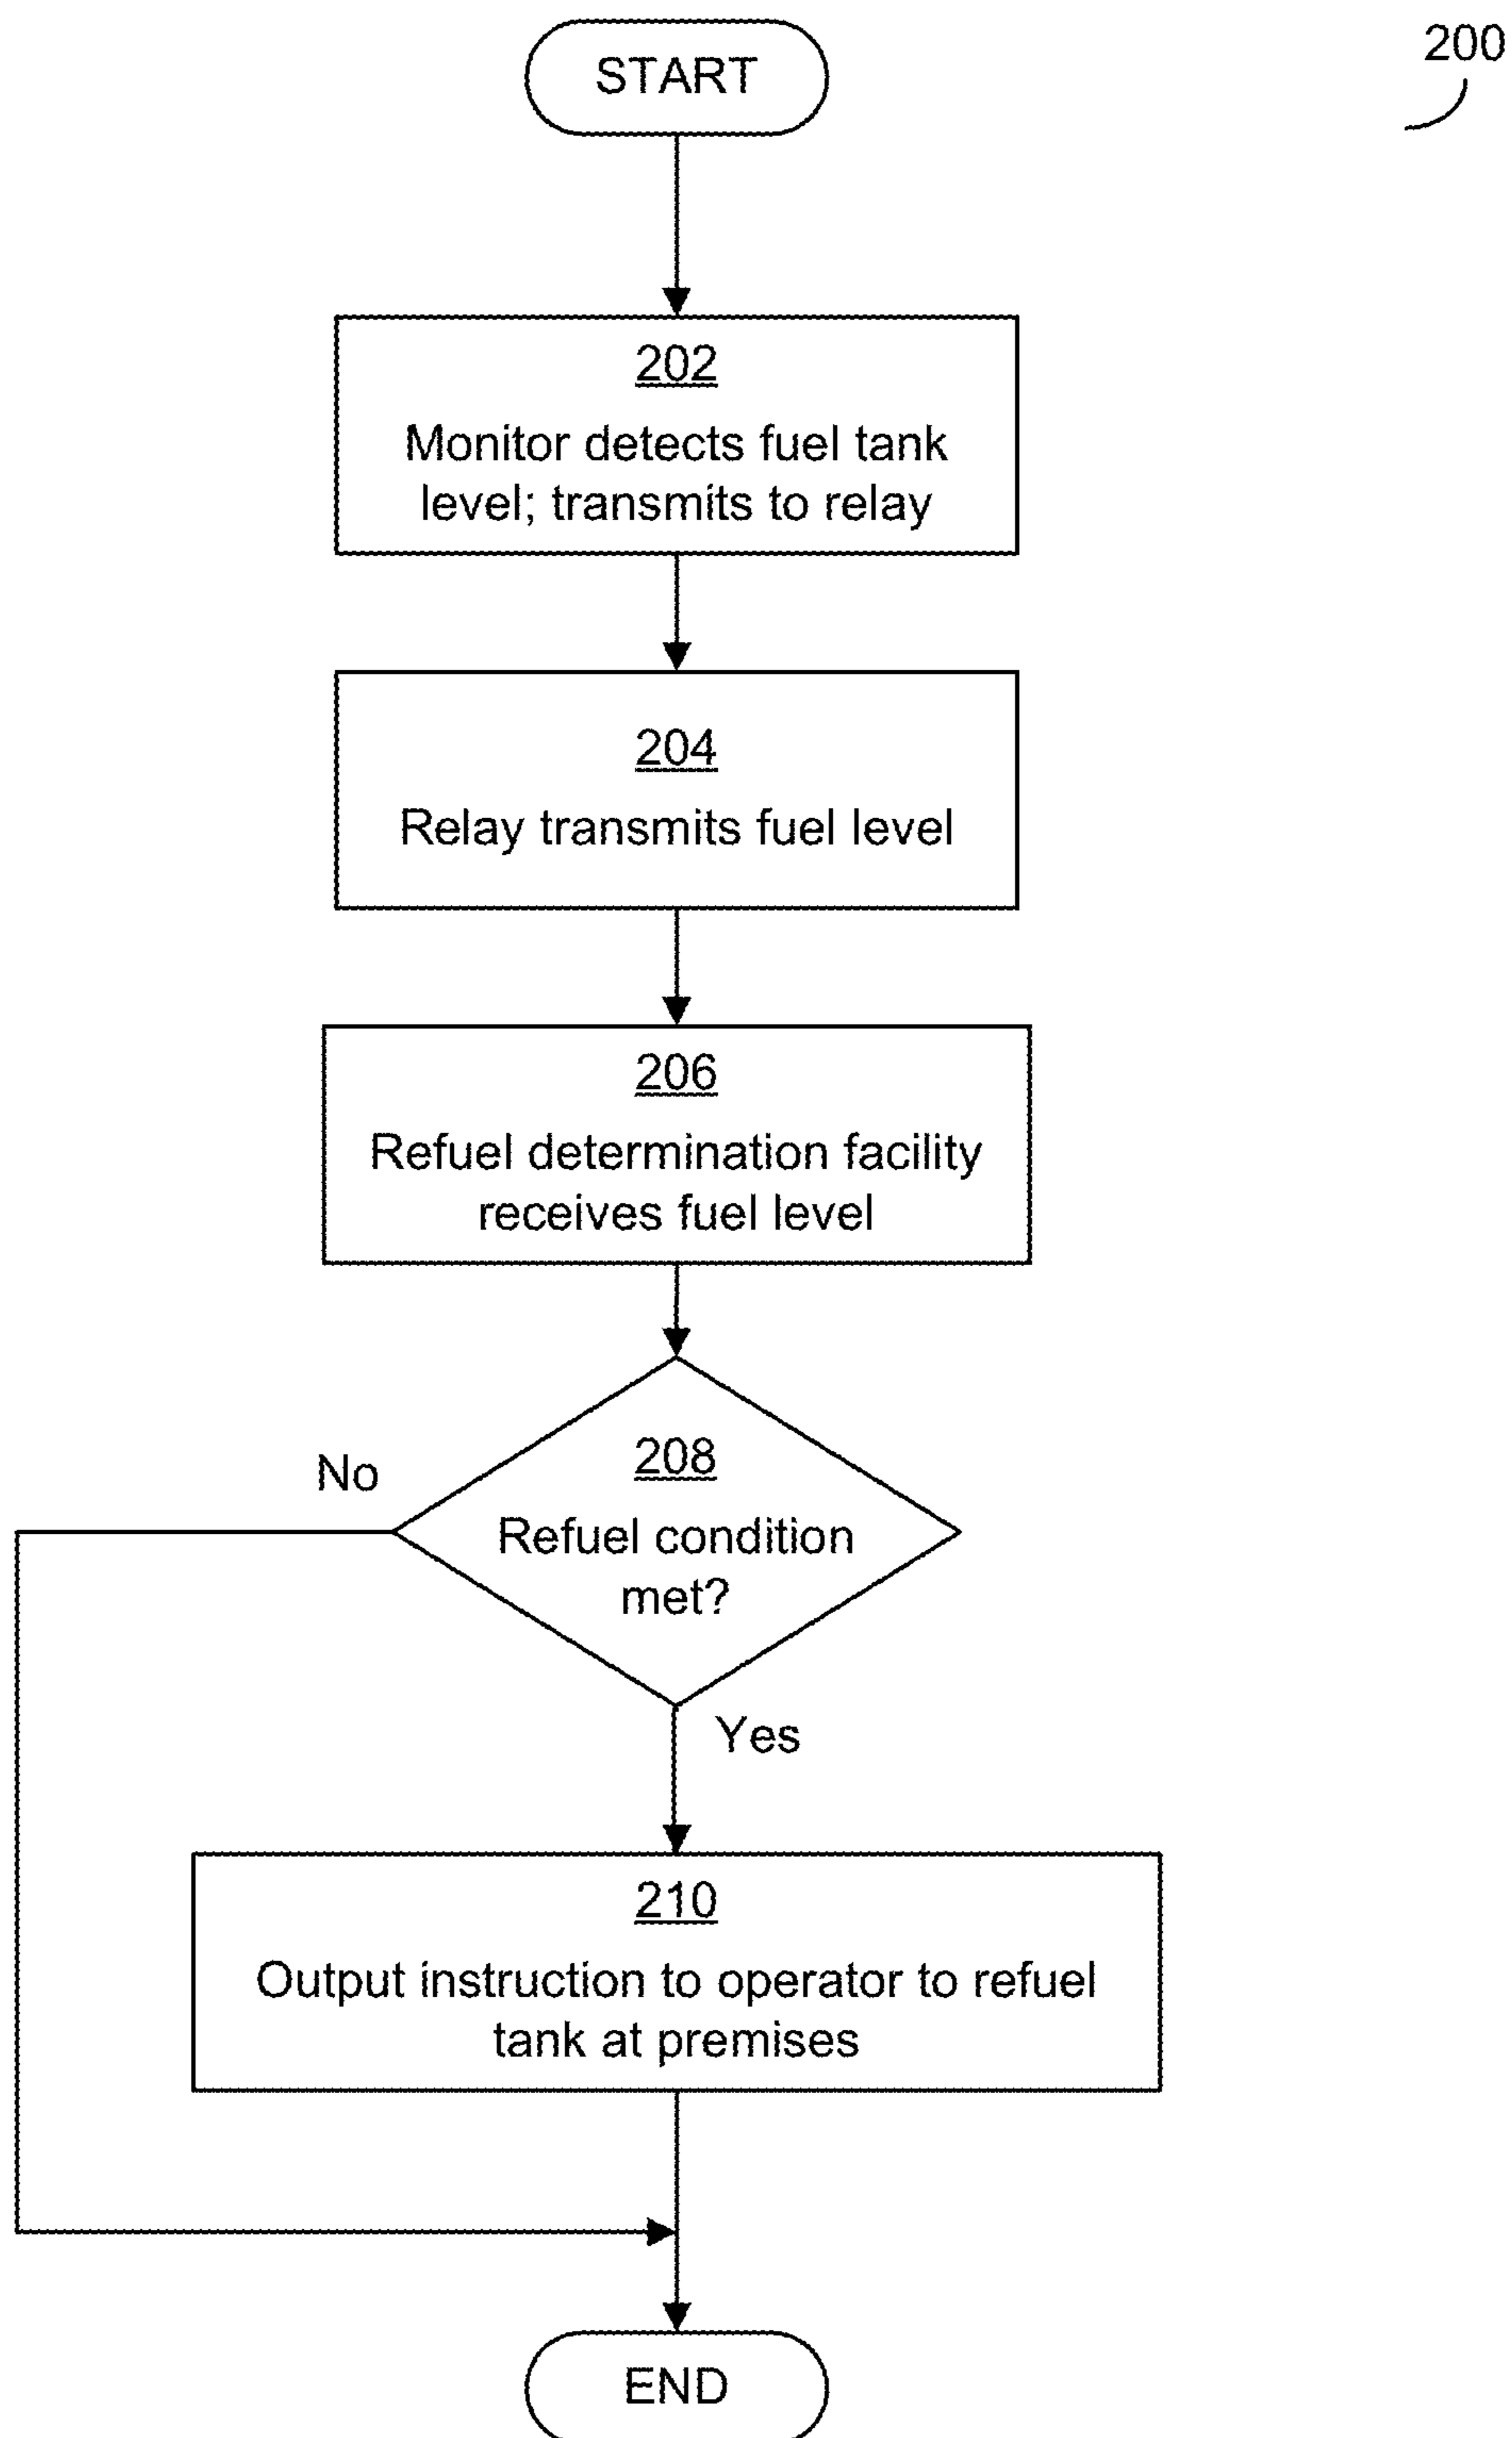 200
START
202
Monitor detects fuel tank
level; transmits to relay
204
Relay transmits fuel level
206
Refuel determination facility
receives fuel level
208
Refuel condition
met?
No
Yes
210
Output instruction to operator to refuel
tank at premises
END